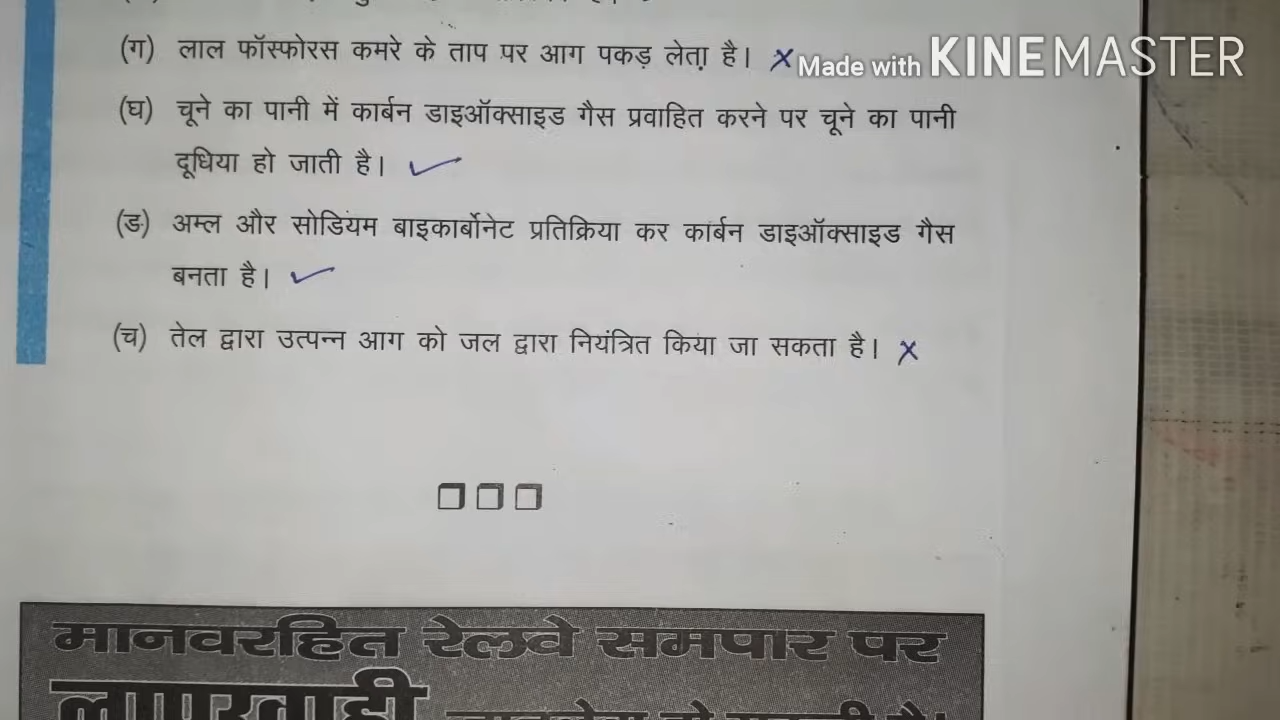 (ग) लाल फॉस्फोरस कमरे के ताप पर आग पकड़ लेता है। ✗ Made with KINEMASTER
(घ) चूने का पानी में कार्बन डाइऑक्साइड गैस प्रवाहित करने पर चूने का पानी
दूधिया हो जाती है। ✓
(ङ) अम्ल और सोडियम बाइकार्बोनेट प्रतिक्रिया कर कार्बन डाइऑक्साइड गैस
बनता है। ✓
(च) तेल द्वारा उत्पन्न आग को जल द्वारा नियंत्रित किया जा सकता है। ✗
मानवरहित रेलवे समपार पर
लापरवाही